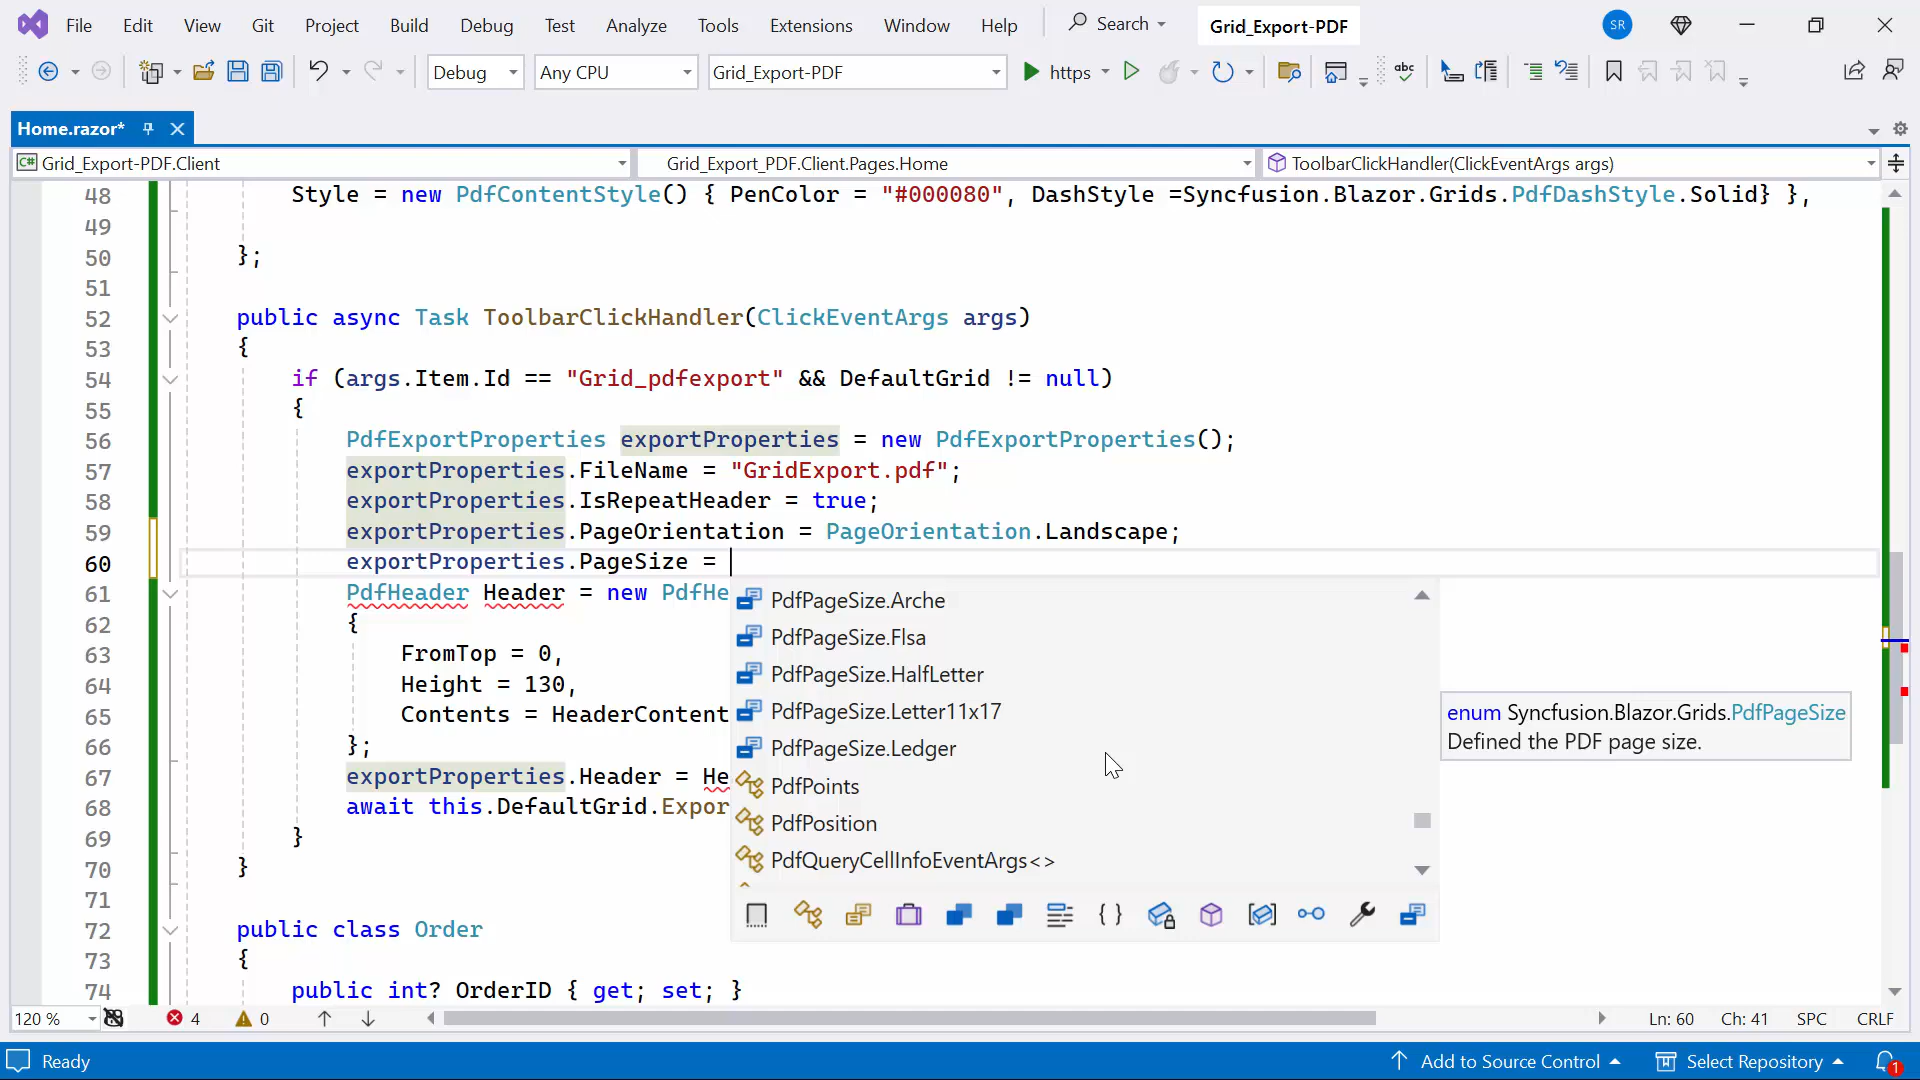 File Edit View Git Project Build Debug Test Analyze Tools Extensions Window Help Search Grid_Export-PDF SR
Debug Any CPU Grid_Export-PDF https abc
Home.razor*
C# Grid_Export-PDF.Client Grid_Export_PDF.Client.Pages.Home ToolbarClickHandler(ClickEventArgs args)
48 Style = new PdfContentStyle() { PenColor = "#000080", DashStyle =Syncfusion.Blazor.Grids.PdfDashStyle.Solid} },
49
50 };
51
52 public async Task ToolbarClickHandler(ClickEventArgs args)
53 {
54 if (args.Item.Id == "Grid_pdfexport" && DefaultGrid != null)
55 {
56 PdfExportProperties exportProperties = new PdfExportProperties();
57 exportProperties.FileName = "GridExport.pdf";
58 exportProperties.IsRepeatHeader = true;
59 exportProperties.PageOrientation = PageOrientation.Landscape;
60 exportProperties.PageSize =
61 PdfHeader Header = new PdfHe
62 {
63 FromTop = 0,
64 Height = 130,
65 Contents = HeaderContent
66 };
67 exportProperties.Header = He
68 await this.DefaultGrid.Expor
69 }
70 }
71
72 public class Order
73 {
74 public int? OrderID { get; set; }
PdfPageSize.Arche
PdfPageSize.Flsa
PdfPageSize.HalfLetter
PdfPageSize.Letter11x17
PdfPageSize.Ledger
PdfPoints
PdfPosition
PdfQueryCellInfoEventArgs<>
enum Syncfusion.Blazor.Grids.PdfPageSize
Defined the PDF page size.
120 % 4 0 Ln: 60 Ch: 41 SPC CRLF
Ready Add to Source Control Select Repository 1